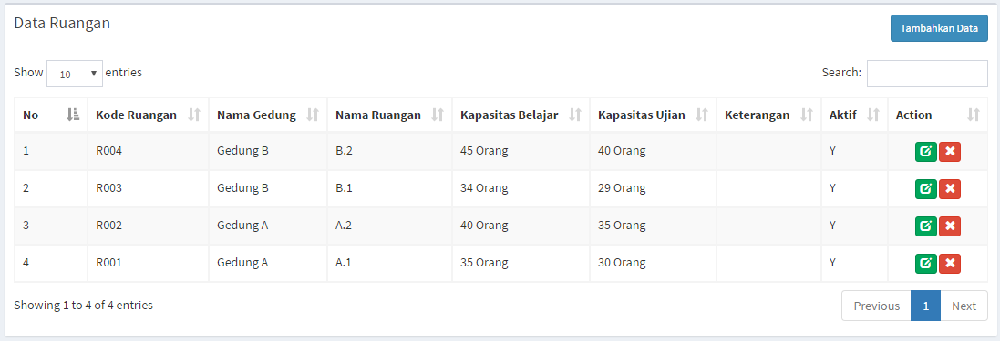 Data Ruangan
Tambahkan Data
Show 10 entries
Search:
No Kode Ruangan Nama Gedung Nama Ruangan Kapasitas Belajar Kapasitas Ujian Keterangan Aktif Action
1 R004 Gedung B B.2 45 Orang 40 Orang Y
2 R003 Gedung B B.1 34 Orang 29 Orang Y
3 R002 Gedung A A.2 40 Orang 35 Orang Y
4 R001 Gedung A A.1 35 Orang 30 Orang Y
Showing 1 to 4 of 4 entries
Previous 1 Next